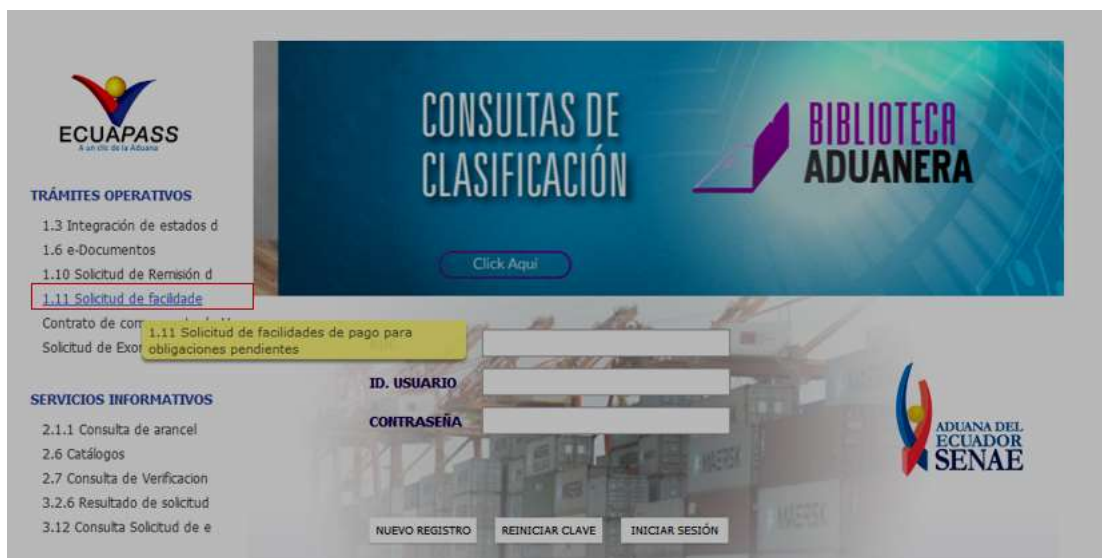 ECUAPASS
A un clic de la Aduana
TRÁMITES OPERATIVOS
1.3 Integración de estados d
1.6 e-Documentos
1.10 Solicitud de Remisión d
1.11 Solicitud de facilidade
Contrato de com
Solicitud de Exo
1.11 Solicitud de facilidades de pago para
obligaciones pendientes
SERVICIOS INFORMATIVOS
2.1.1 Consulta de arancel
2.6 Catálogos
2.7 Consulta de Verificacion
3.2.6 Resultado de solicitud
3.12 Consulta Solicitud de e
CONSULTAS DE
CLASIFICACIÓN
Click Aquí
BIBLIOTECA
ADUANERA
ID. USUARIO
CONTRASEÑA
NUEVO REGISTRO
REINICIAR CLAVE
INICIAR SESIÓN
ADUANA DEL
ECUADOR
SENAE
MAERSK